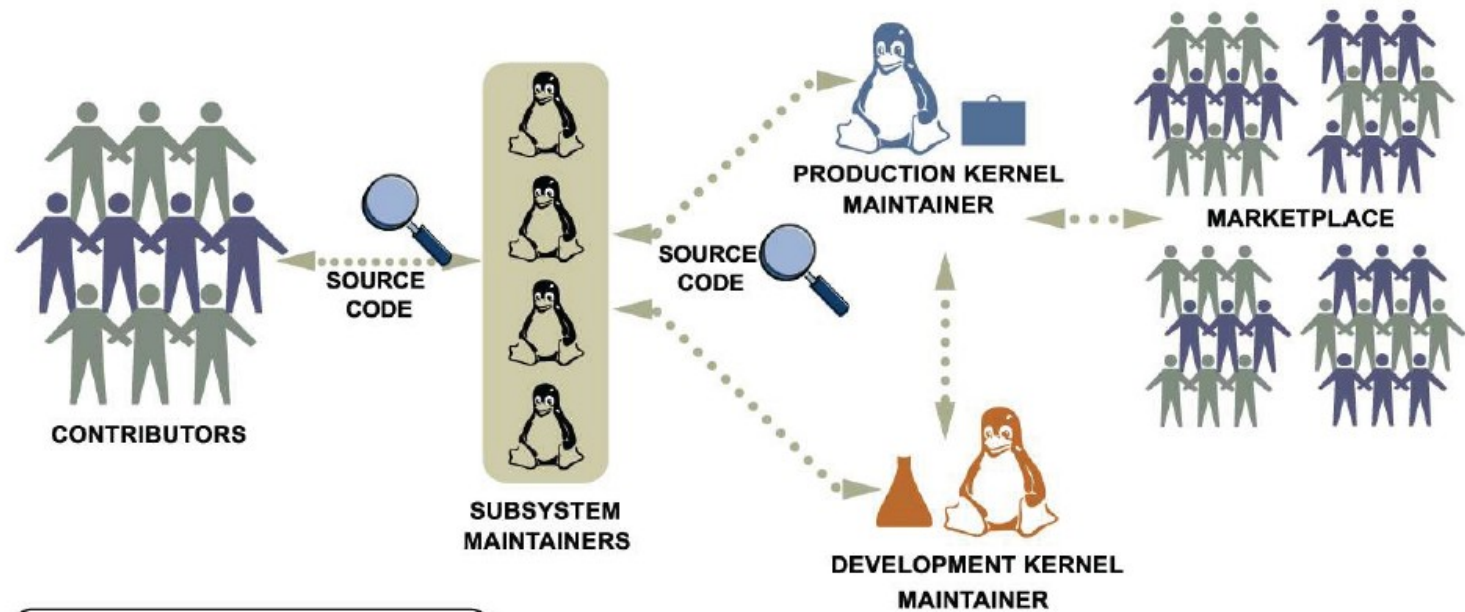 PRODUCTION KERNEL
MAINTAINER
MARKETPLACE
SOURCE
CODE
SOURCE
CODE
CONTRIBUTORS
SUBSYSTEM
MAINTAINERS
DEVELOPMENT KERNEL
MAINTAINER